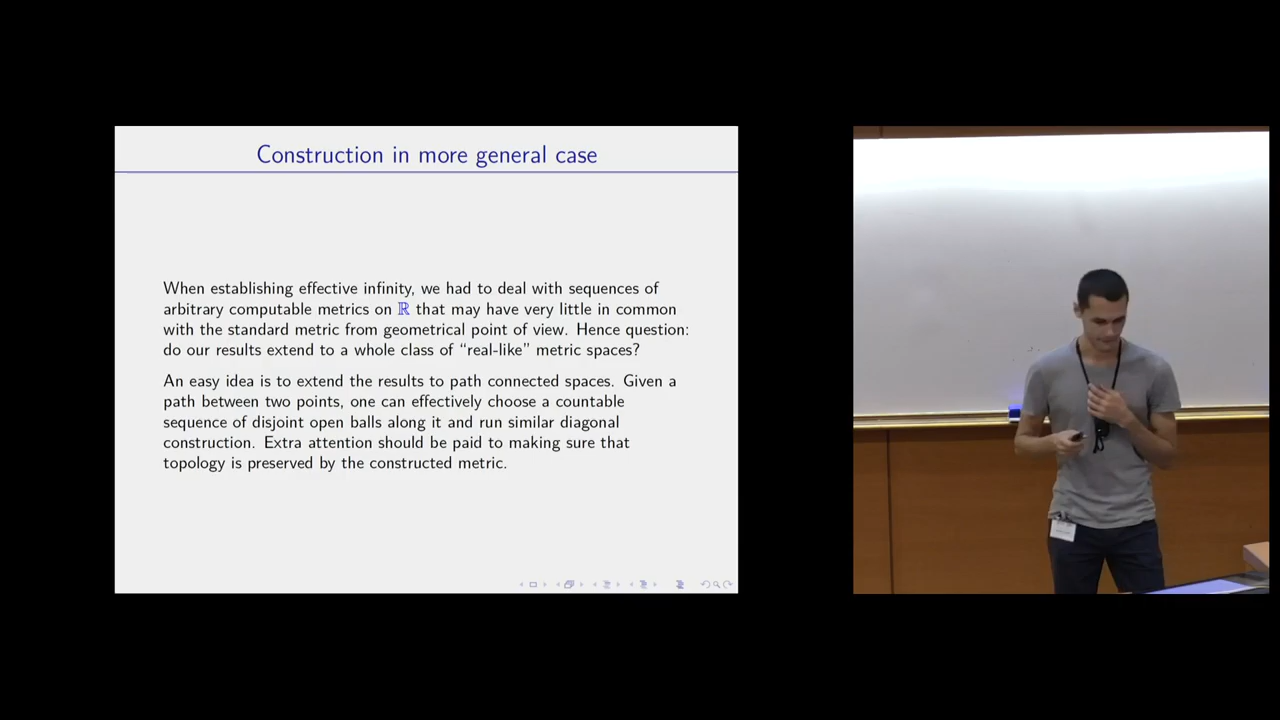 Construction in more general case
When establishing effective infinity, we had to deal with sequences of
arbitrary computable metrics on ℝ that may have very little in common
with the standard metric from geometrical point of view. Hence question:
do our results extend to a whole class of “real-like” metric spaces?
An easy idea is to extend the results to path connected spaces. Given a
path between two points, one can effectively choose a countable
sequence of disjoint open balls along it and run similar diagonal
construction. Extra attention should be paid to making sure that
topology is preserved by the constructed metric.